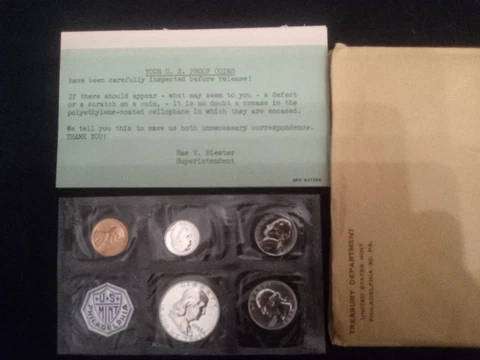 YOUR U. S. PROOF COINS
have been carefully inspected before release!
If there should appear - what may seem to you - a defect
or a scratch on a coin, - it is no doubt a crease in the
polyethylene-coated cellophane in which they are encased.
We tell you this to save us both unnecessary correspondence.
THANK YOU!
Rae V. Biester
Superintendent
U·S
MINT
PHILADELPHIA
TREASURY DEPARTMENT
UNITED STATES MINT
PHILADELPHIA 30, PA.